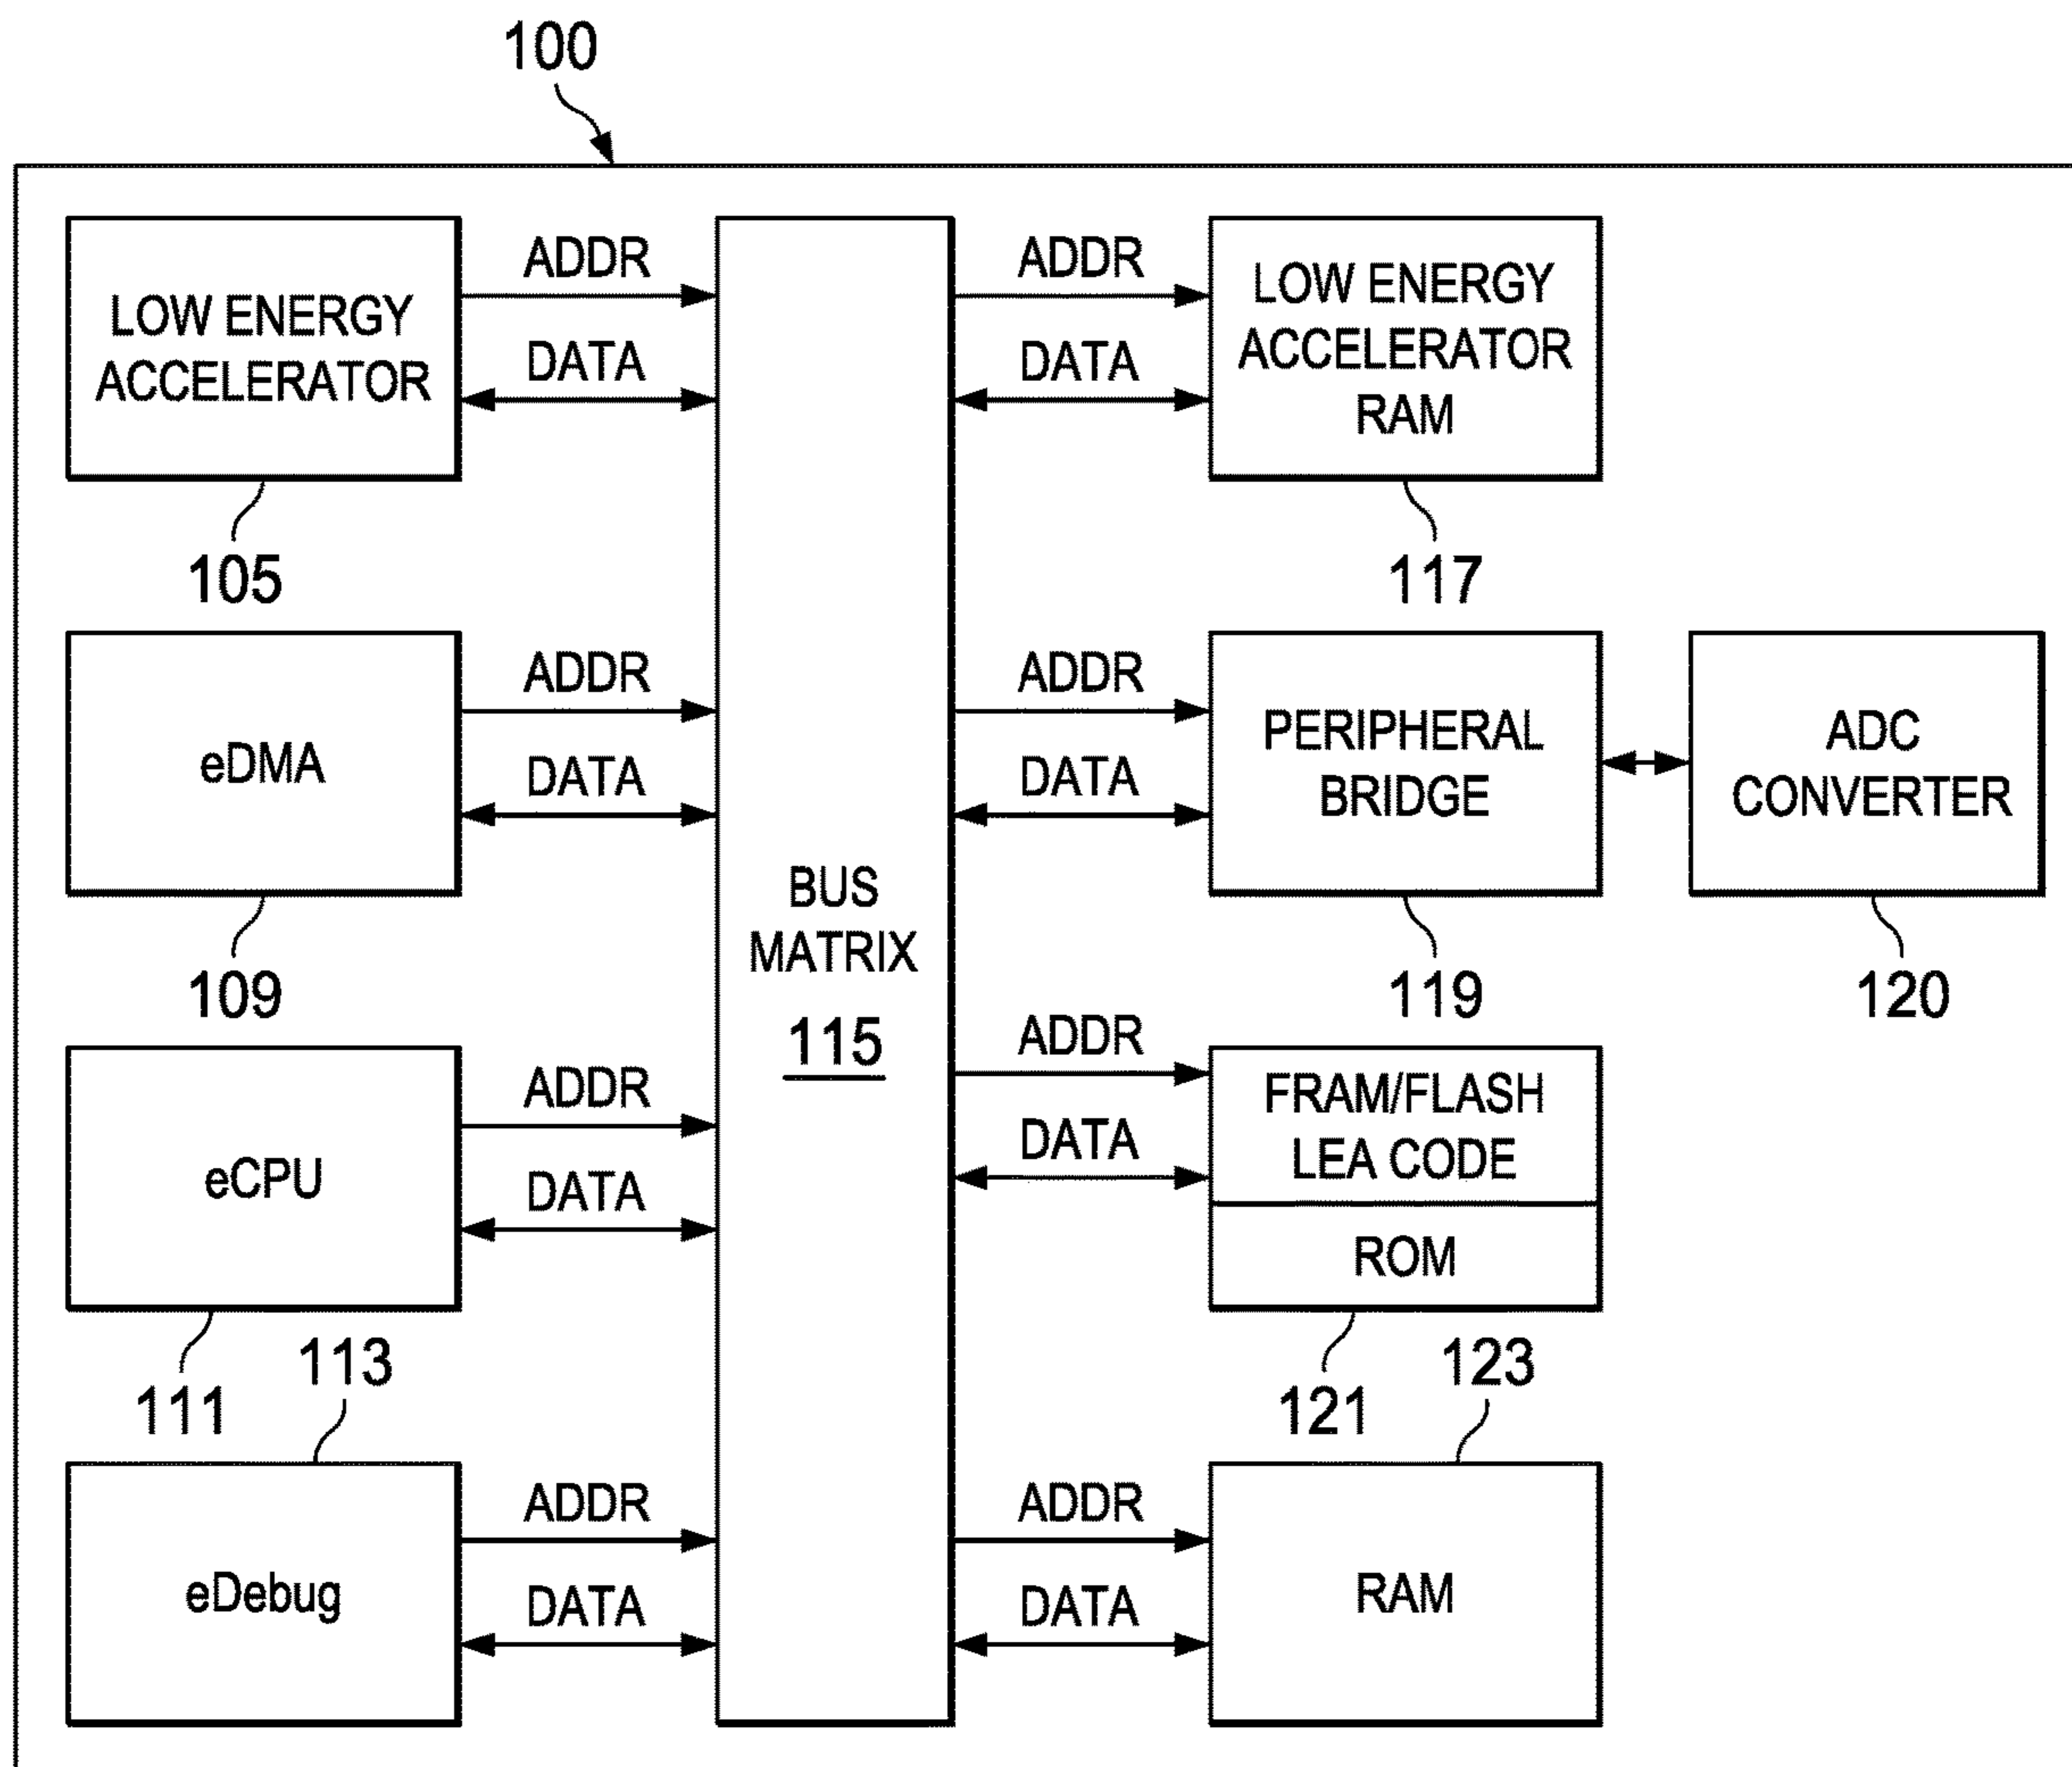 100
LOW ENERGY
ACCELERATOR
105
ADDR
DATA
eDMA
109
ADDR
DATA
eCPU
111
ADDR
DATA
113
eDebug
ADDR
DATA
BUS
MATRIX
115
ADDR
DATA
LOW ENERGY
ACCELERATOR
RAM
117
ADDR
DATA
PERIPHERAL
BRIDGE
119
ADC
CONVERTER
120
ADDR
DATA
FRAM/FLASH
LEA CODE
ROM
121
123
ADDR
DATA
RAM